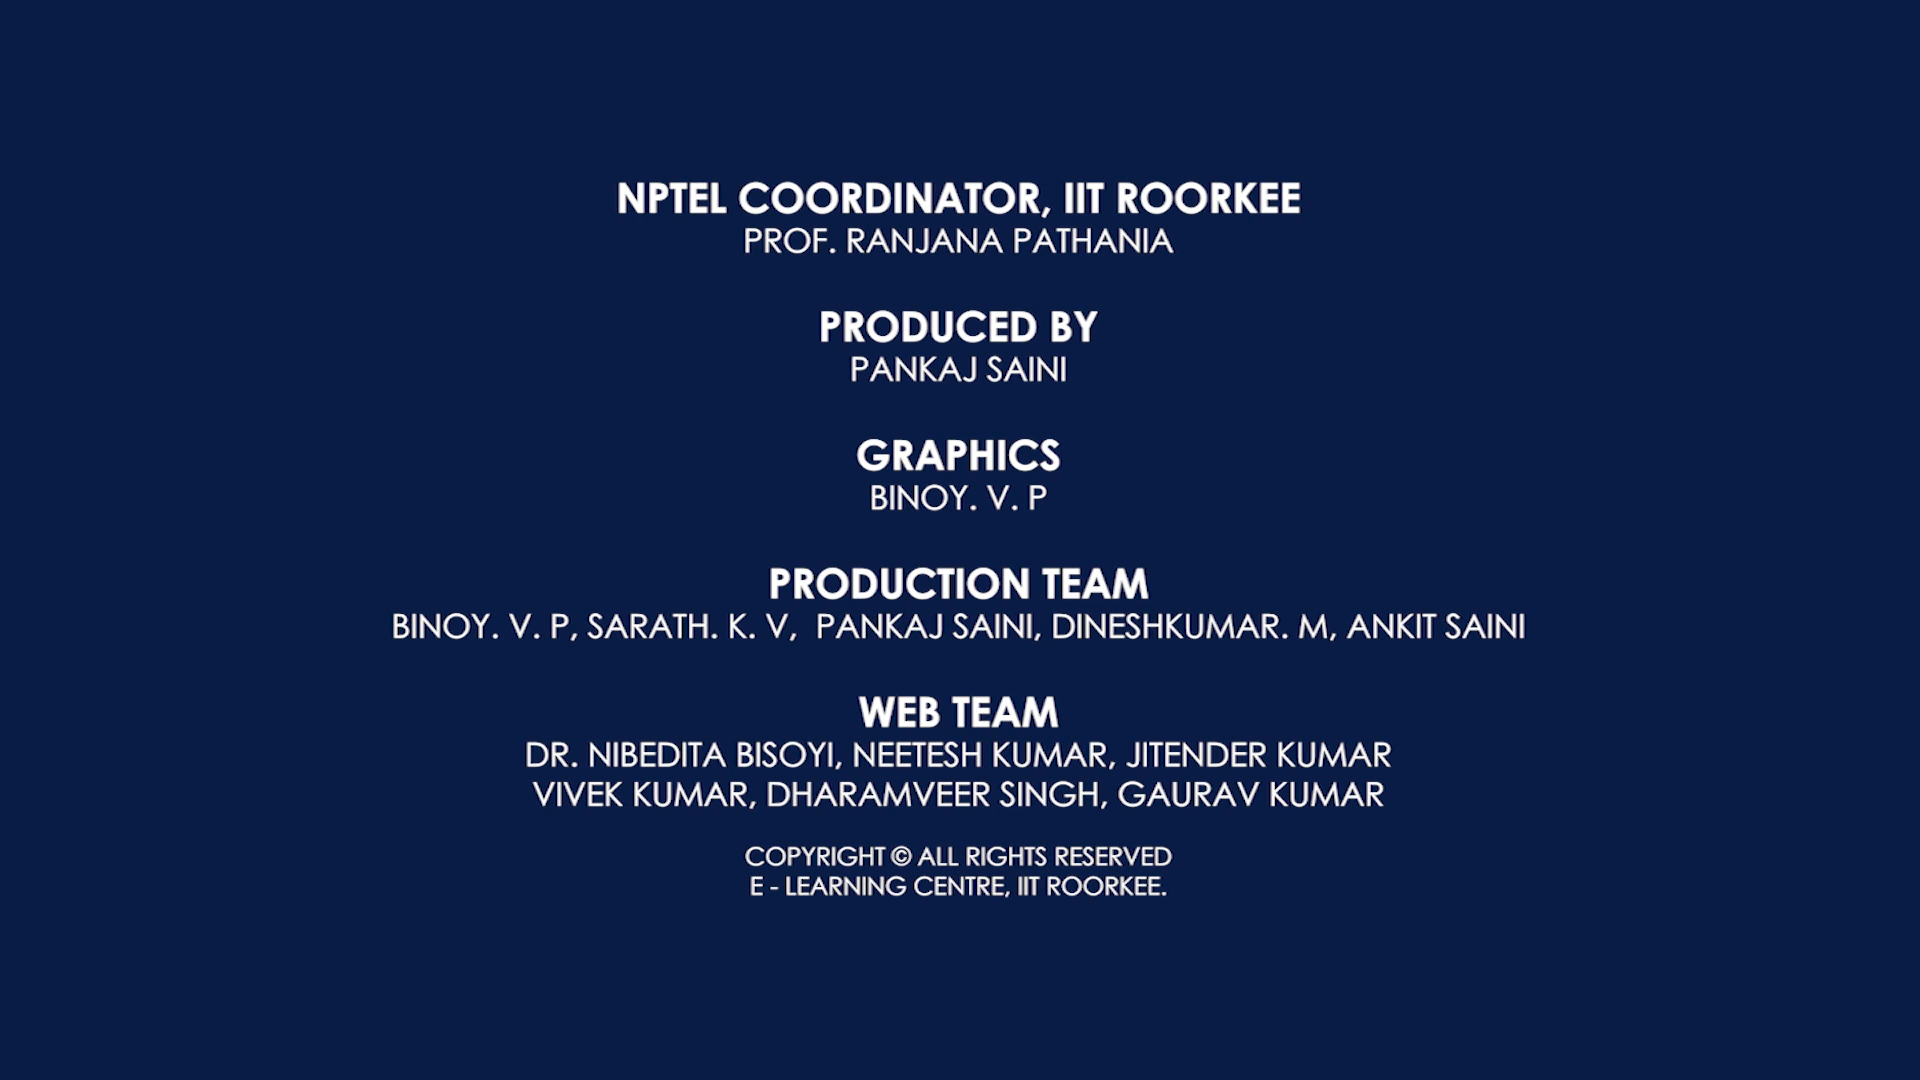 NPTEL COORDINATOR, IIT ROORKEE
PROF. RANJANA PATHANIA
PRODUCED BY
PANKAJ SAINI
GRAPHICS
BINOY. V. P
PRODUCTION TEAM
BINOY. V. P, SARATH. K. V,  PANKAJ SAINI, DINESHKUMAR. M, ANKIT SAINI
WEB TEAM
DR. NIBEDITA BISOYI, NEETESH KUMAR, JITENDER KUMAR
VIVEK KUMAR, DHARAMVEER SINGH, GAURAV KUMAR
COPYRIGHT © ALL RIGHTS RESERVED
E - LEARNING CENTRE, IIT ROORKEE.